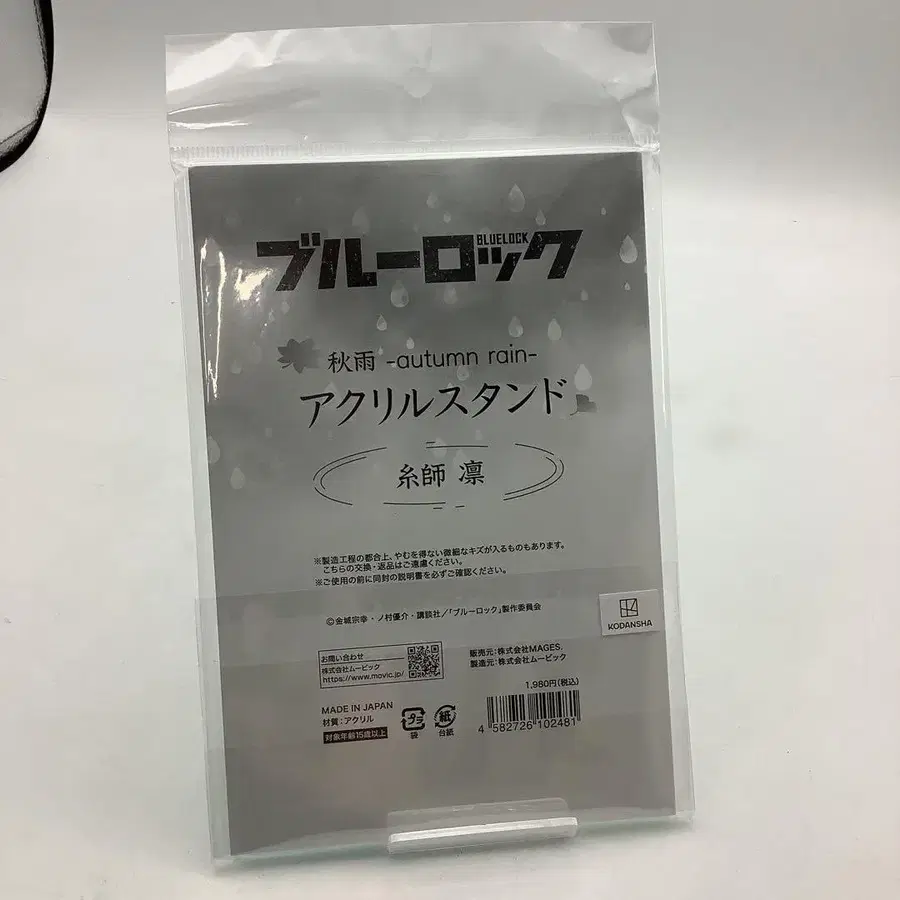 BLUELOCK
ブルーロック
秋雨 -autumn rain-
アクリルスタンド
糸師 凛
※製造工程の都合上、やむを得ない微細なキズが入るものもあります。
こちらの交換・返品はご遠慮ください。
※ご使用の前に同封の説明書を必ずご確認ください。
©金城宗幸・ノ村優介・講談社／「ブルーロック」製作委員会
KODANSHA
お問い合わせ
株式会社ムービック
https://www.movic.jp/
販売元：株式会社MAGES.
製造元：株式会社ムービック
1,980円(税込)
MADE IN JAPAN
材質：アクリル
対象年齢15歳以上
プラ
袋
紙
台紙
4 582726 102481